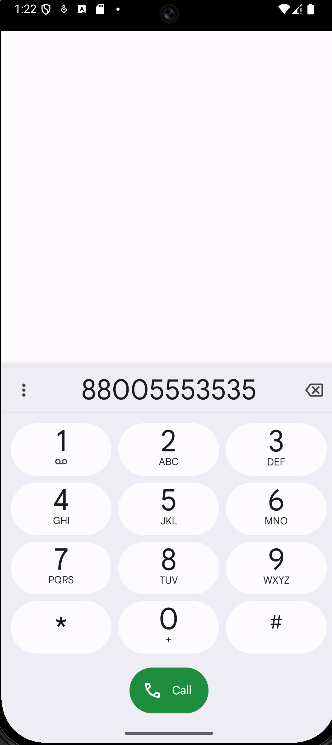 1:22
88005553535
1
2
ABC
3
DEF
4
GHI
5
JKL
6
MNO
7
PQRS
8
TUV
9
WXYZ
*
0
+
#
Call